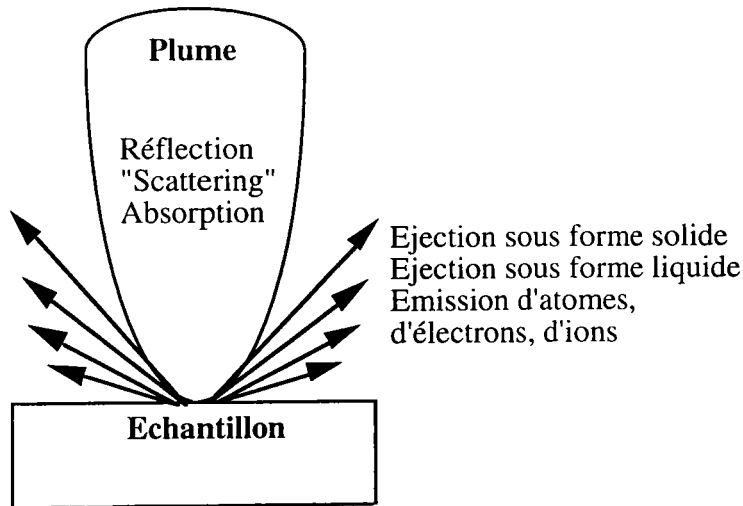 Plume
Réflection
"Scattering"
Absorption
Ejection sous forme solide
Ejection sous forme liquide
Emission d'atomes,
d'électrons, d'ions
Echantillon